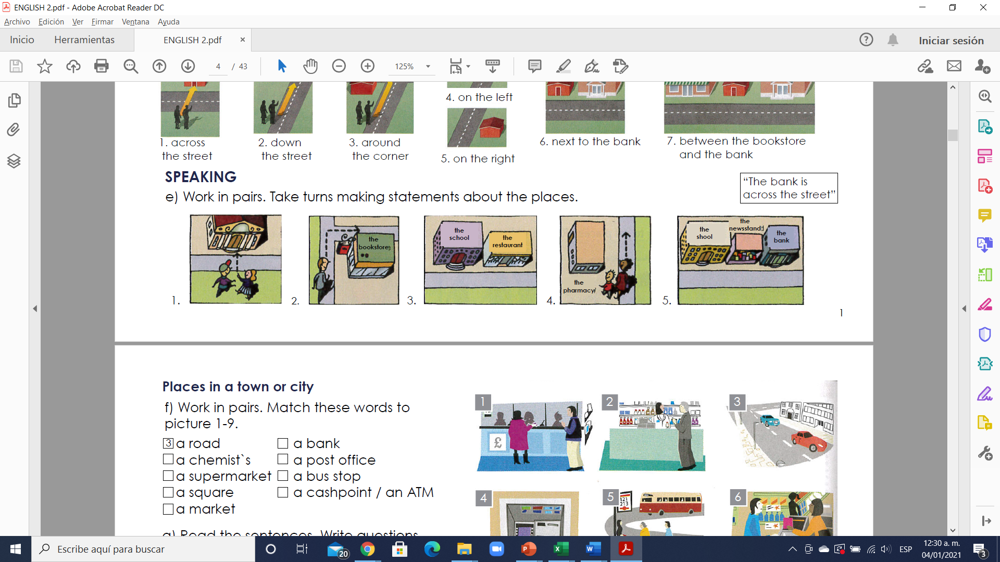 ENGLISH 2.pdf - Adobe Acrobat Reader DC
Archivo Edición Ver Firmar Ventana Ayuda
Inicio Herramientas ENGLISH 2.pdf × Iniciar sesión
4 / 43 125%
1. across
the street
2. down
the street
3. around
the corner
4. on the left
5. on the right
6. next to the bank
7. between the bookstore
and the bank
SPEAKING
e) Work in pairs. Take turns making statements about the places.
“The bank is
across the street”
1.
2.
the
bookstore
3.
the
school
the
restaurant
4.
the
pharmacy
5.
the
shool
the
newsstand
the
bank
1
Places in a town or city
f) Work in pairs. Match these words to
picture 1-9.
3 a road
a chemist`s
a supermarket
a square
a market
a bank
a post office
a bus stop
a cashpoint / an ATM
1
£
2
3
4
5
121
213
6
g) Read the sentences. Write questions
Escribe aquí para buscar
20
ESP
12:30 a. m.
04/01/2021
3